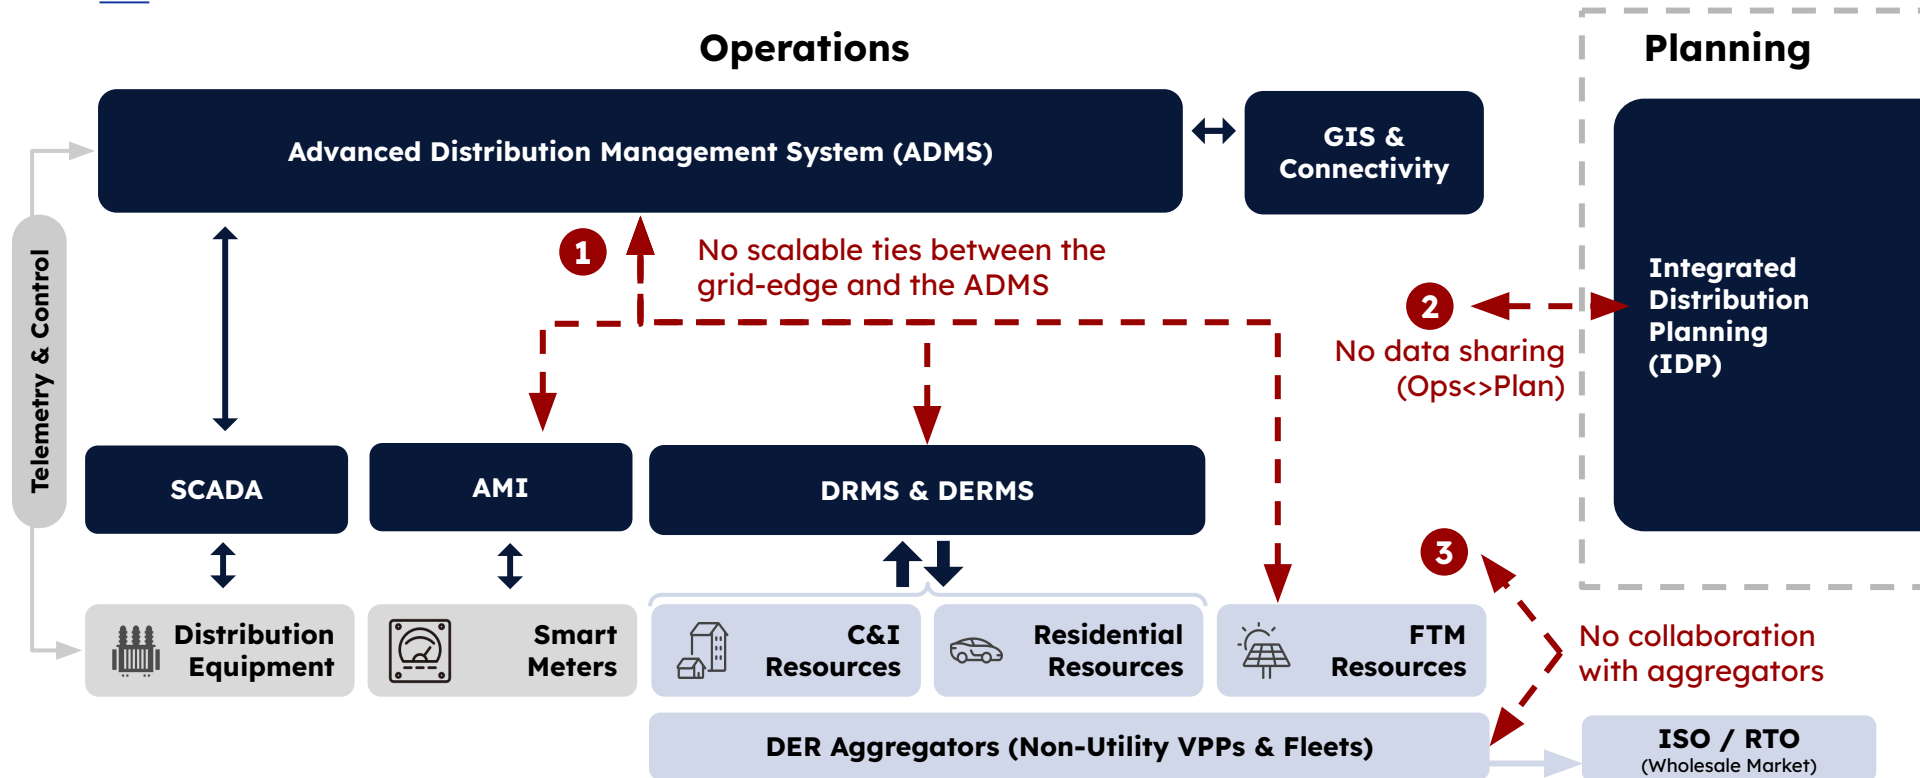 Operations
Planning
Advanced Distribution Management System (ADMS)
GIS &
Connectivity
Telemetry & Control
1
No scalable ties between the
grid-edge and the ADMS
2
No data sharing
(Ops<>Plan)
Integrated
Distribution
Planning
(IDP)
SCADA
AMI
DRMS & DERMS
3
Distribution
Equipment
Smart
Meters
C&I
Resources
Residential
Resources
FTM
Resources
No collaboration
with aggregators
DER Aggregators (Non-Utility VPPs & Fleets)
ISO / RTO
(Wholesale Market)